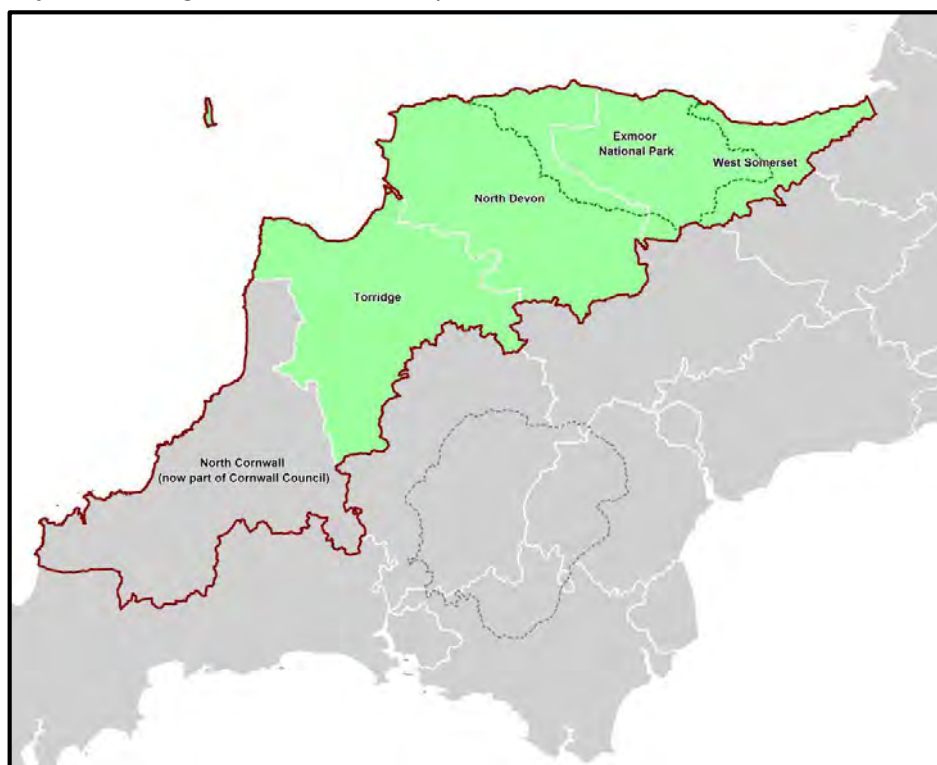 Exmoor
National Park
West Somerset
North Devon
Torridge
North Cornwall
(now part of Cornwall Council)